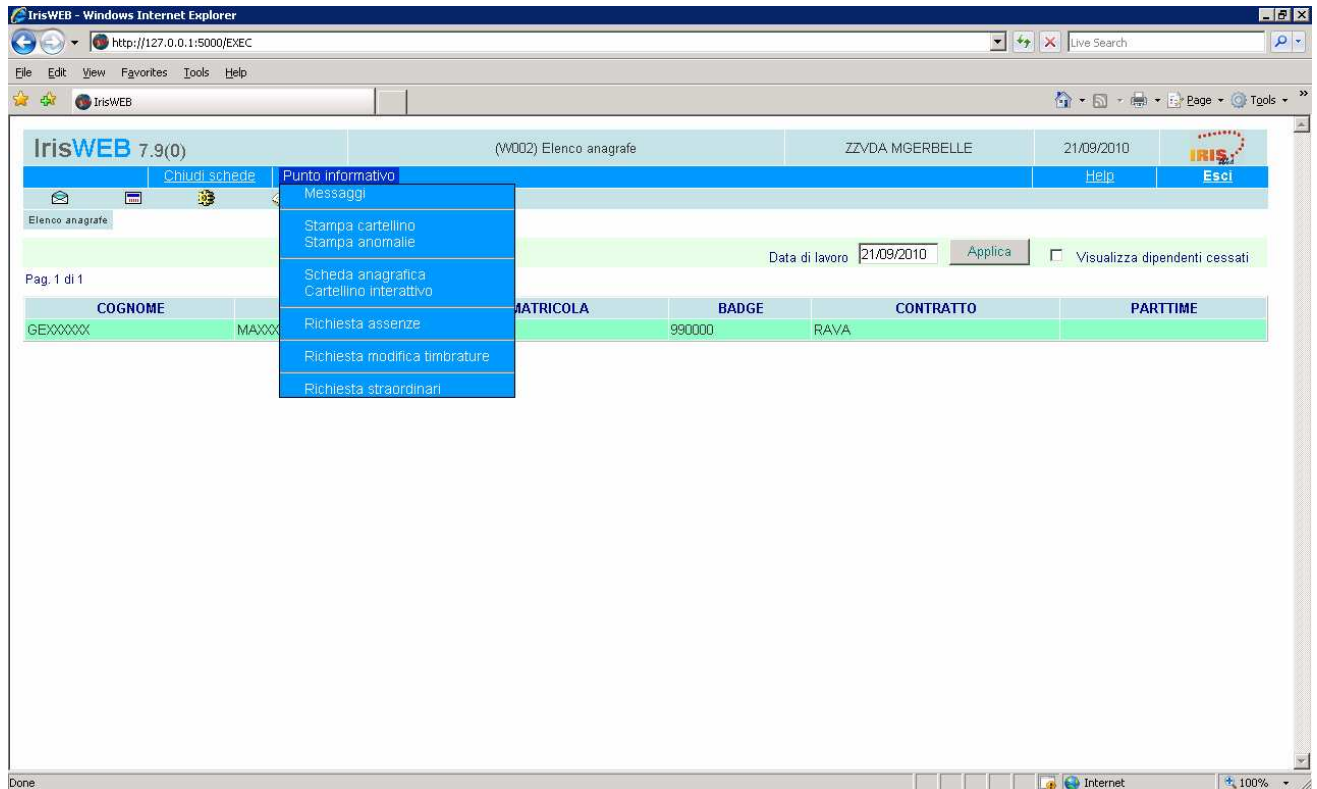 IrisWEB - Windows Internet Explorer
http://127.0.0.1:5000/EXEC
Live Search
File Edit View Favorites Tools Help
IrisWEB
Page Tools
IrisWEB 7.9(0) (W002) Elenco anagrafe ZZVDA MGERBELLE 21/09/2010 IRIS
Chiudi schede Punto informativo Help Esci
Messaggi
Elenco anagrafe
Stampa cartellino
Stampa anomalie
Data di lavoro 21/09/2010 Applica Visualizza dipendenti cessati
Scheda anagrafica
Pag. 1 di 1
Cartellino interattivo
COGNOME MATRICOLA BADGE CONTRATTO PARTTIME
GEXXXXXX MAXXX 990000 RAVA
Richiesta assenze
Richiesta modifica timbrature
Richiesta straordinari
Done Internet 100%